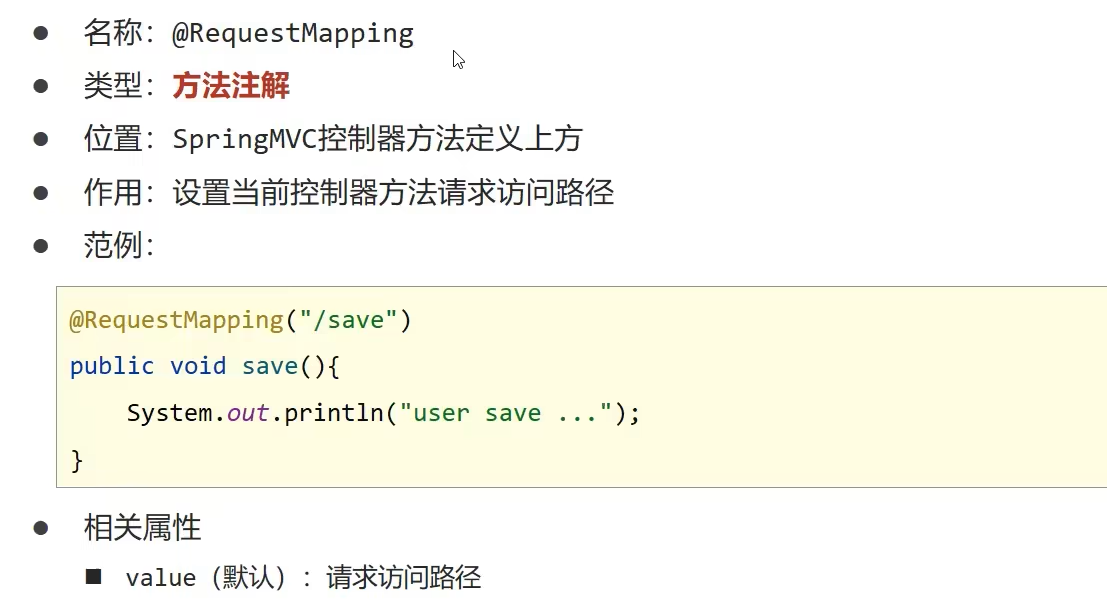 名称：@RequestMapping
类型：方法注解
位置：SpringMVC控制器方法定义上方
作用：设置当前控制器方法请求访问路径
范例：
@RequestMapping("/save")
public void save(){
    System.out.println("user save ...");
}
相关属性
value（默认）：请求访问路径